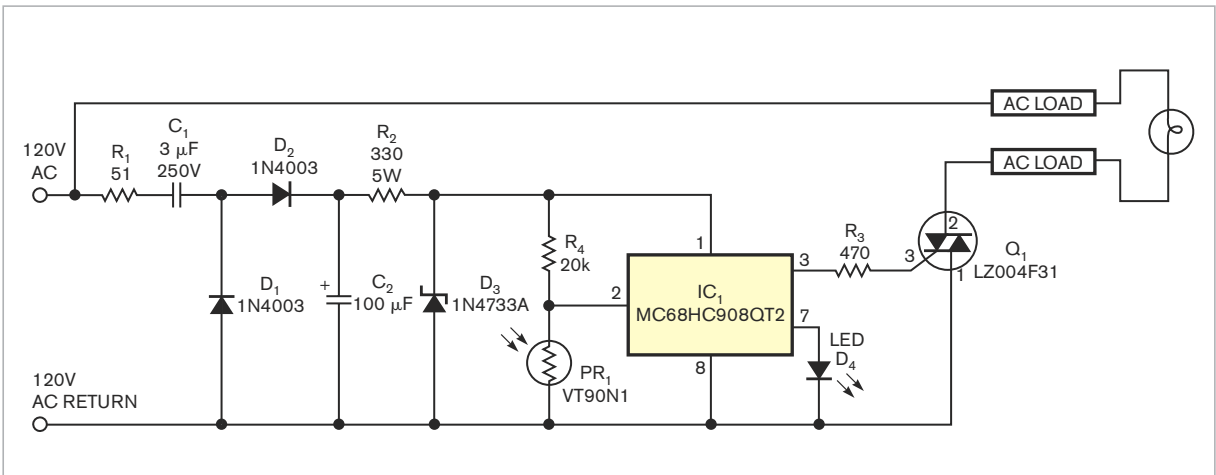 120V
AC
R1
51
C1
3 µF
250V
D2
1N4003
R2
330
5W
AC LOAD
AC LOAD
D1
1N4003
+
C2
100 µF
D3
1N4733A
R4
20k
PR1
VT90N1
1
2
IC1
MC68HC908QT2
3
7
8
R3
470
LED
D4
2
3
1
Q1
LZ004F31
120V
AC RETURN